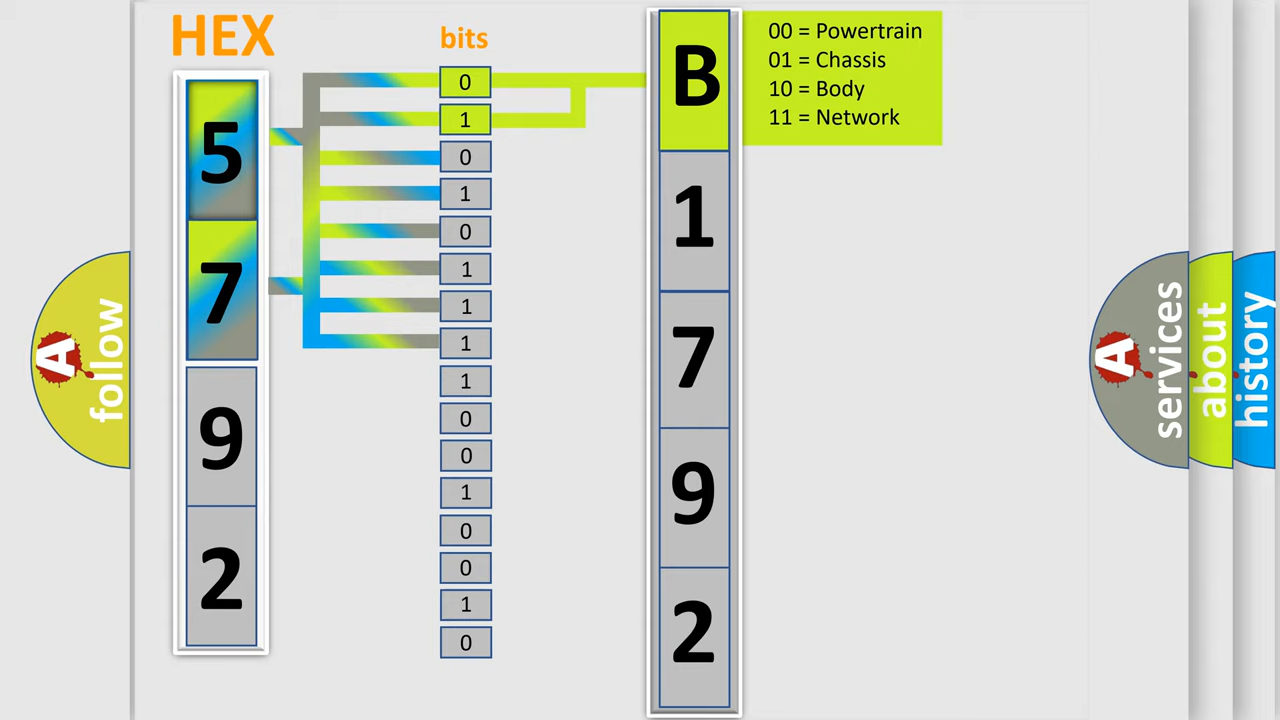 HEX
bits
5
7
9
2
0
1
0
1
0
1
1
1
1
0
0
1
0
0
1
0
B
1
7
9
2
00 = Powertrain
01 = Chassis
10 = Body
11 = Network
A follow
A services
about
history